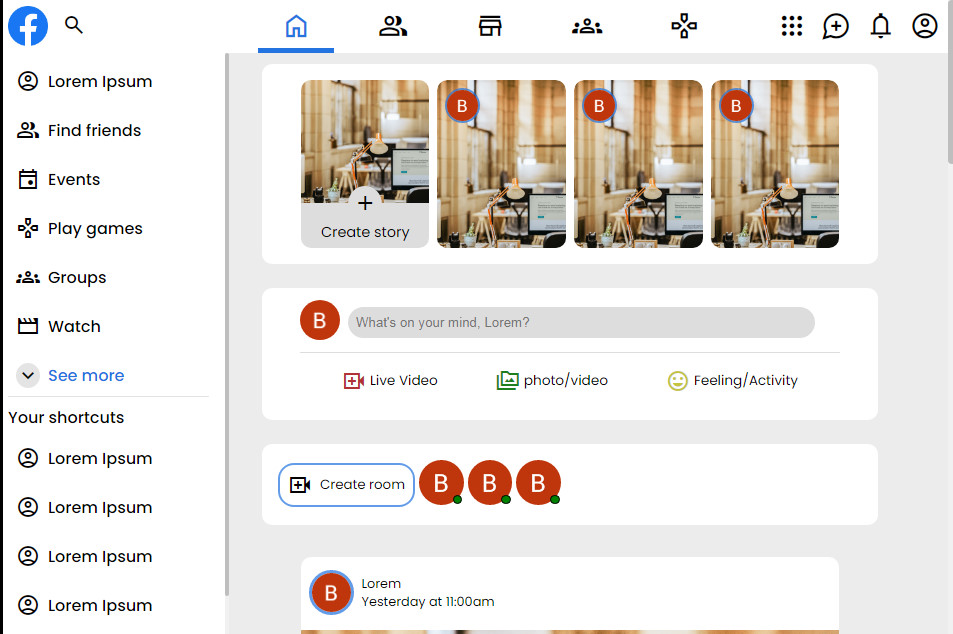 Lorem Ipsum
Find friends
Events
Play games
Groups
Watch
See more
Your shortcuts
Lorem Ipsum
Lorem Ipsum
Lorem Ipsum
Lorem Ipsum
B
B
B
Create story
B
What's on your mind, Lorem?
Live Video
photo/video
Feeling/Activity
Create room
B
B
B
B
Lorem
Yesterday at 11:00am